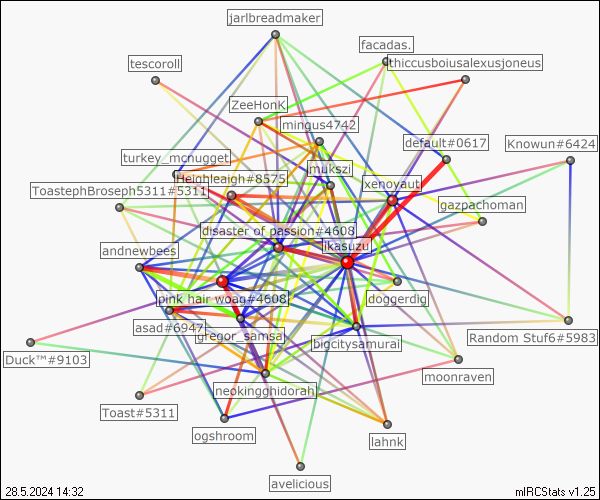 jarlbreadmaker
facadas.
tescoroll
thiccusboiusalexusjoneus
ZeeHonK
mingus4742
default#0617
Knowun#6424
turkey_mcnugget
jmukszi
Heighleigh#8575
xenoyaut
ToastephBroseph5311#5311
gazpachoman
disaster of passion#4608
ikasuzu
andnewbees
pink hair woag#4608
doggerdig
asad#6947
gregor_samsa
bigcitysamurai
Random Stuf6#5983
Duck™#9103
moonraven
neokingghidorah
Toast#5311
ogshroom
lahnk
avelicious
28.5.2024 14:32
mIRCStats v1.25